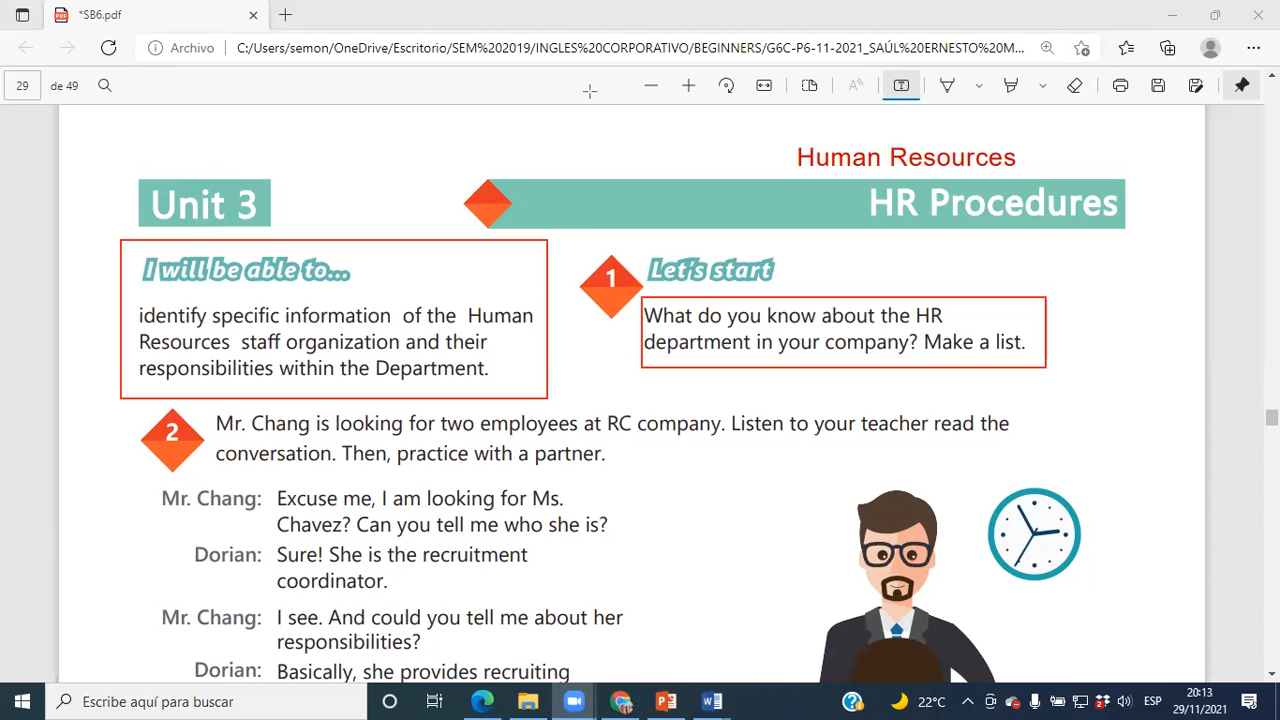 *SB6.pdf
Archivo
C:/Users/semon/OneDrive/Escritorio/SEM%202019/INGLES%20CORPORATIVO/BEGINNERS/G6C-P6-11-2021_SAÚL%20ERNESTO%20M...
29
de 49
Human Resources
Unit 3
HR Procedures
I will be able to...
identify specific information of the Human
Resources staff organization and their
responsibilities within the Department.
1
Let's start
What do you know about the HR
department in your company? Make a list.
2
Mr. Chang is looking for two employees at RC company. Listen to your teacher read the
conversation. Then, practice with a partner.
Mr. Chang: Excuse me, I am looking for Ms.
Chavez? Can you tell me who she is?
Dorian: Sure! She is the recruitment
coordinator.
Mr. Chang: I see. And could you tell me about her
responsibilities?
Dorian: Basically, she provides recruiting
Escribe aquí para buscar
22°C
ESP
20:13
29/11/2021